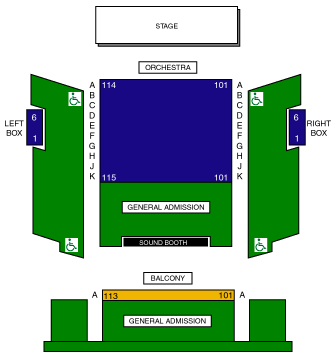 STAGE
ORCHESTRA
A 114 101 A
B B
C C
D D
E E
F F
G G
H H
J J
K 115 101 K
LEFT BOX
6
1
RIGHT BOX
6
1
GENERAL ADMISSION
SOUND BOOTH
BALCONY
A 113 101 A
GENERAL ADMISSION